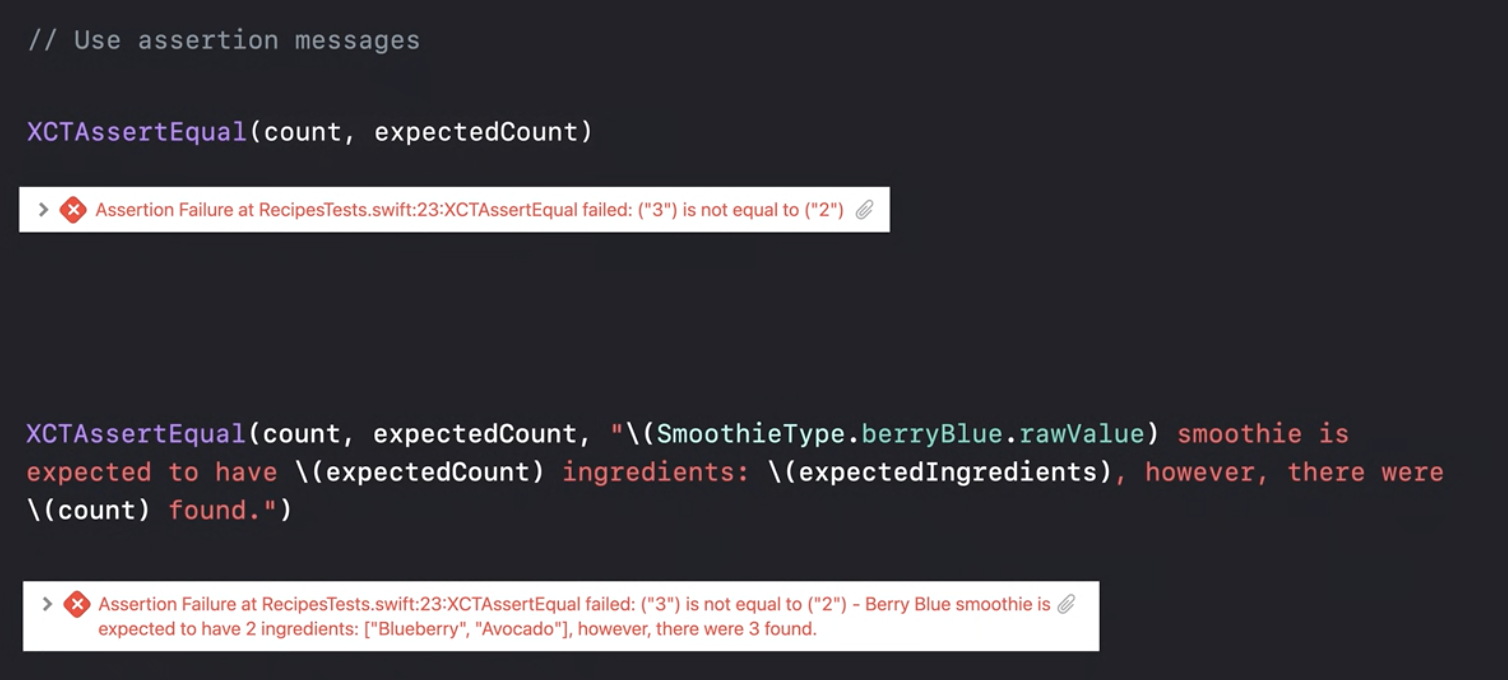 // Use assertion messages
XCTAssertEqual(count, expectedCount)
Assertion Failure at RecipesTests.swift:23:XCTAssertEqual failed: ("3") is not equal to ("2")
XCTAssertEqual(count, expectedCount, "\(SmoothieType.berryBlue.rawValue) smoothie is
expected to have \(expectedCount) ingredients: \(expectedIngredients), however, there were
\(count) found.")
Assertion Failure at RecipesTests.swift:23:XCTAssertEqual failed: ("3") is not equal to ("2") - Berry Blue smoothie is
expected to have 2 ingredients: ["Blueberry", "Avocado"], however, there were 3 found.